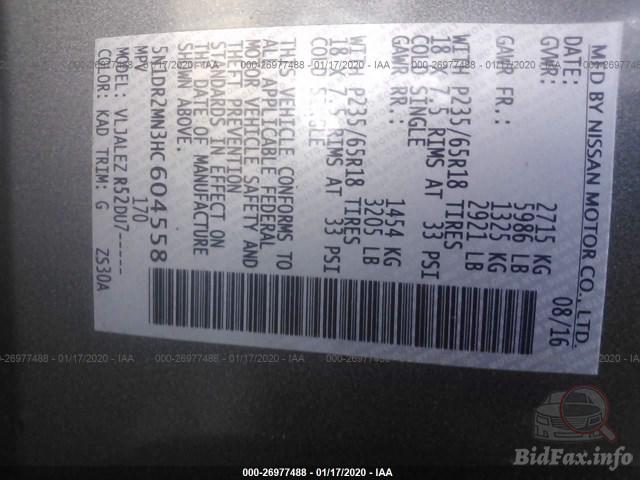 MFD BY NISSAN MOTOR CO., LTD.
DATE: 08/16
GVWR: 2715 KG
5986 LB
GAWR FR.: 1325 KG
2921 LB
WITH P235/65R18 TIRES
18 X 7.5 RIMS AT 33 PSI
COLD SINGLE
GAWR RR.: 1454 KG
3205 LB
WITH P235/65R18 TIRES
18 X 7.5 RIMS AT 33 PSI
COLD SINGLE
THIS VEHICLE CONFORMS TO
ALL APPLICABLE FEDERAL
MOTOR VEHICLE SAFETY AND
THEFT PREVENTION
STANDARDS IN EFFECT ON
THE DATE OF MANUFACTURE
SHOWN ABOVE.
5N1DR2MN3HC604558
MPV 170
MODEL: VLJALEZ R52DU7-----
COLOR: KAD TRIM: G ZS30A
000-26977488 - 01/17/2020 - IAA
BidFax.info